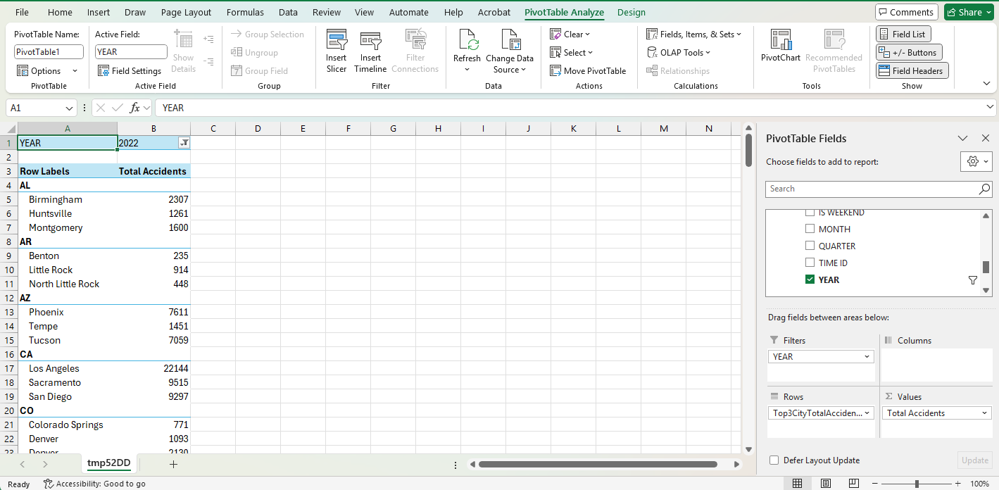 File Home Insert Draw Page Layout Formulas Data Review View Automate Help Acrobat PivotTable Analyze Design Comments Share
PivotTable Name:
PivotTable1
Options
PivotTable
Active Field:
YEAR
Field Settings
Show Details
Active Field
Group Selection
Ungroup
7 Group Field
Group
Insert Slicer
Insert Timeline
Filter Connections
Filter
Refresh
Change Data Source
Data
Clear
Select
Move PivotTable
Actions
Fields, Items, & Sets
OLAP Tools
Relationships
Calculations
PivotChart
Recommended PivotTables
Tools
Field List
+/- Buttons
Field Headers
Show
A1 fx YEAR
A B C D E F G H I J K L M N
1 YEAR 2022
2
3 Row Labels Total Accidents
4 AL
5 Birmingham 2307
6 Huntsville 1261
7 Montgomery 1600
8 AR
9 Benton 235
10 Little Rock 914
11 North Little Rock 448
12 AZ
13 Phoenix 7611
14 Tempe 1451
15 Tucson 7059
16 CA
17 Los Angeles 22144
18 Sacramento 9515
19 San Diego 9297
20 CO
21 Colorado Springs 771
22 Denver 1093
23 Denver 2130
PivotTable Fields
Choose fields to add to report:
Search
IS WEEKEND
MONTH
QUARTER
TIME ID
YEAR
Drag fields between areas below:
Filters
YEAR
Columns
Rows
Top3CityTotalAcciden...
Σ Values
Total Accidents
Defer Layout Update
Update
tmp52DD
Ready Accessibility: Good to go 100%